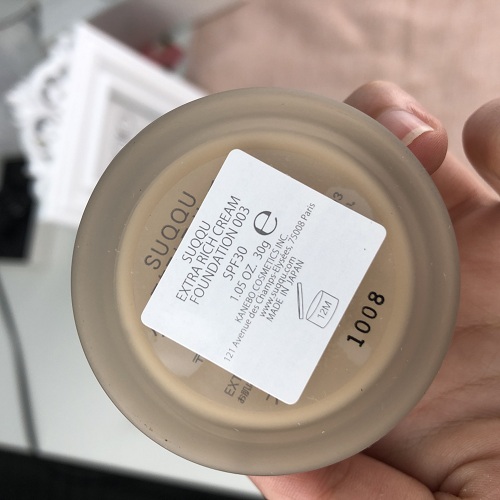 SUQQU
SUQQU
EXTRA RICH CREAM
FOUNDATION 003
SPF30
1.05 OZ. 30g e
KANEBO COSMETICS INC.
121 Avenue des Champs-Elysées, 75008 Paris
www.suqqu.com
MADE IN JAPAN
12M
1008